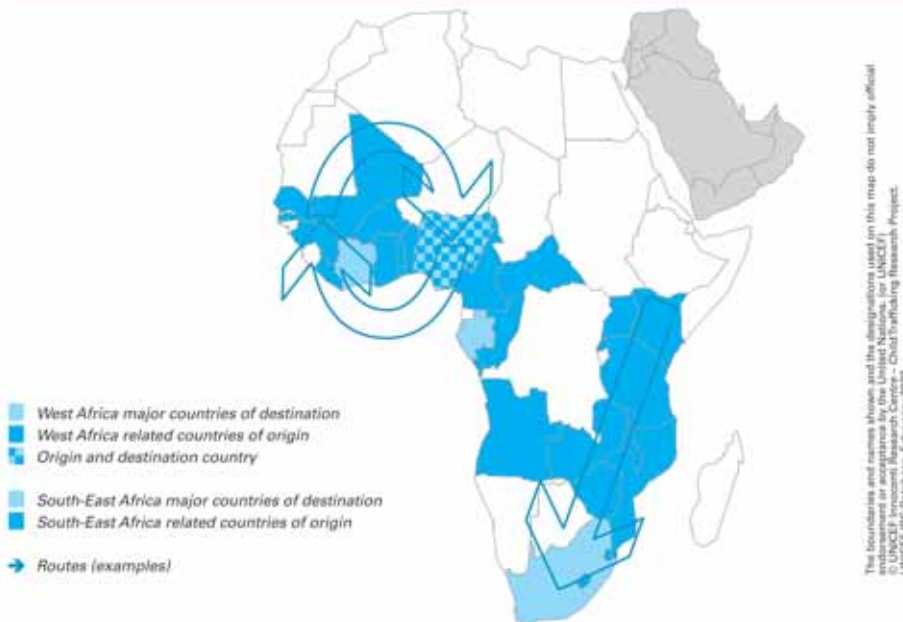 West Africa major countries of destination
West Africa related countries of origin
Origin and destination country
South-East Africa major countries of destination
South-East Africa related countries of origin
Routes (examples)
The boundaries and names shown and the designations used on this map do not imply official
endorsement or acceptance by the United Nations. (or UNICEF)
© UNICEF Innocenti Research Centre – Child Trafficking Research Project.